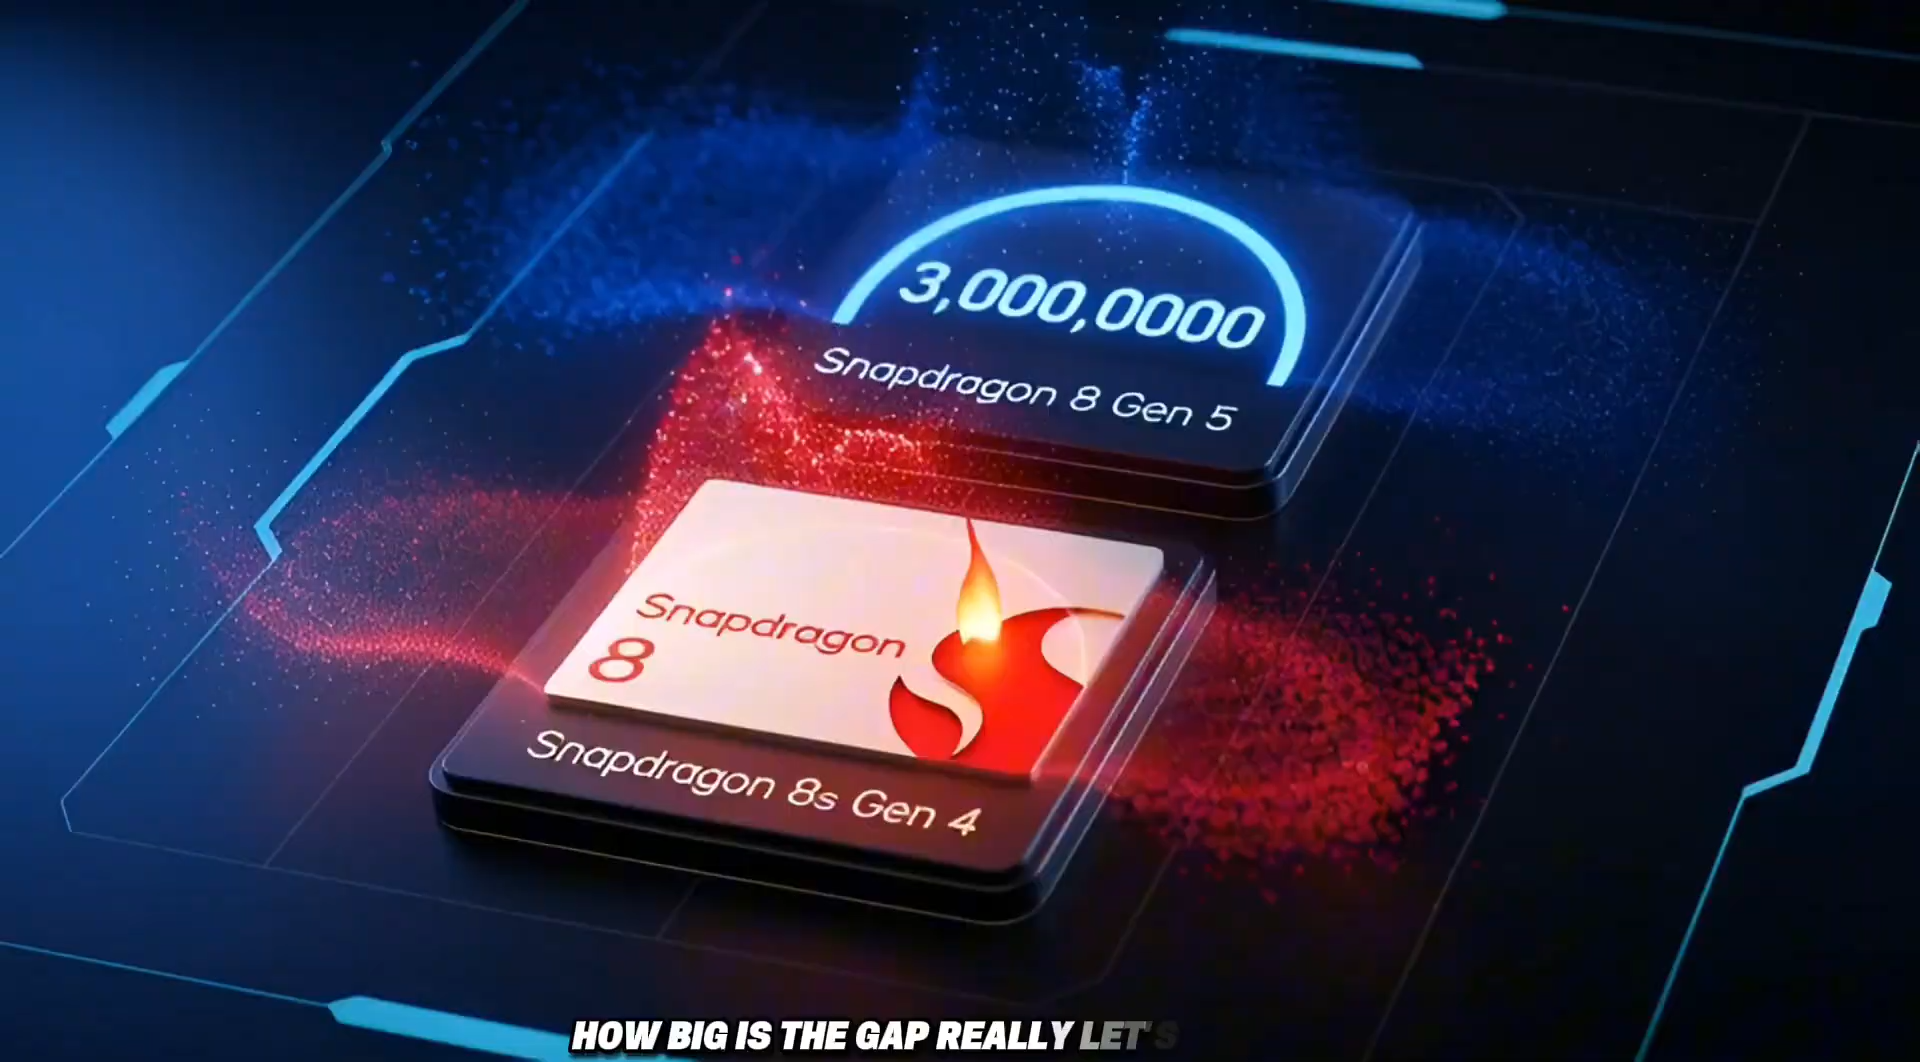 3,000,0000
Snapdragon 8 Gen 5
Snapdragon
8
Snapdragon 8s Gen 4
HOW BIG IS THE GAP REALLY LET'S